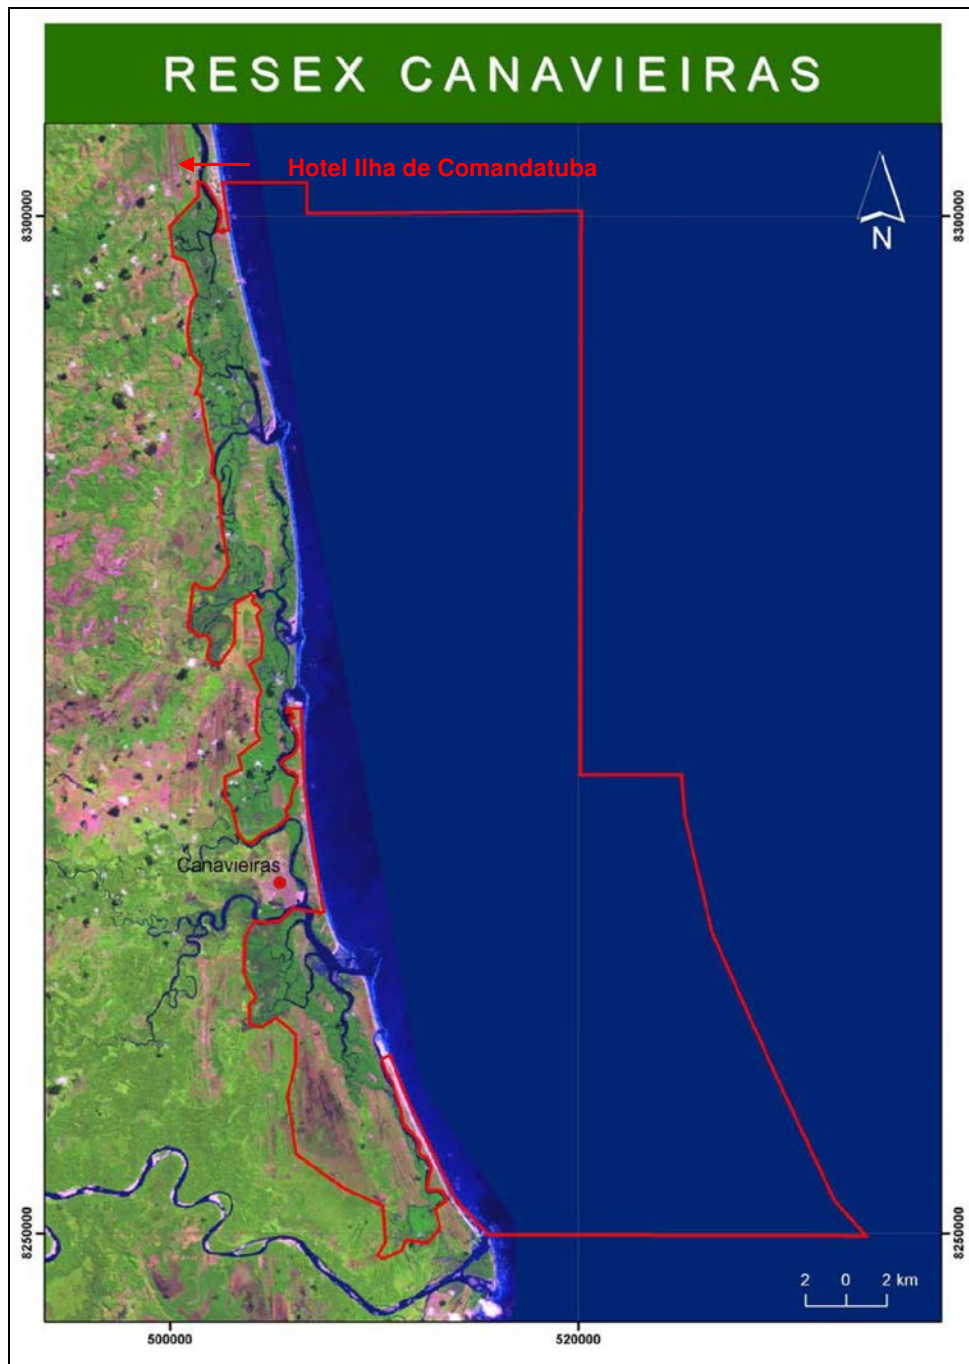 RESEX CANAVIEIRAS
Hotel Ilha de Comandatuba
8300000
8300000
N
Canavieiras
8250000
8250000
2 0 2 km
500000
520000